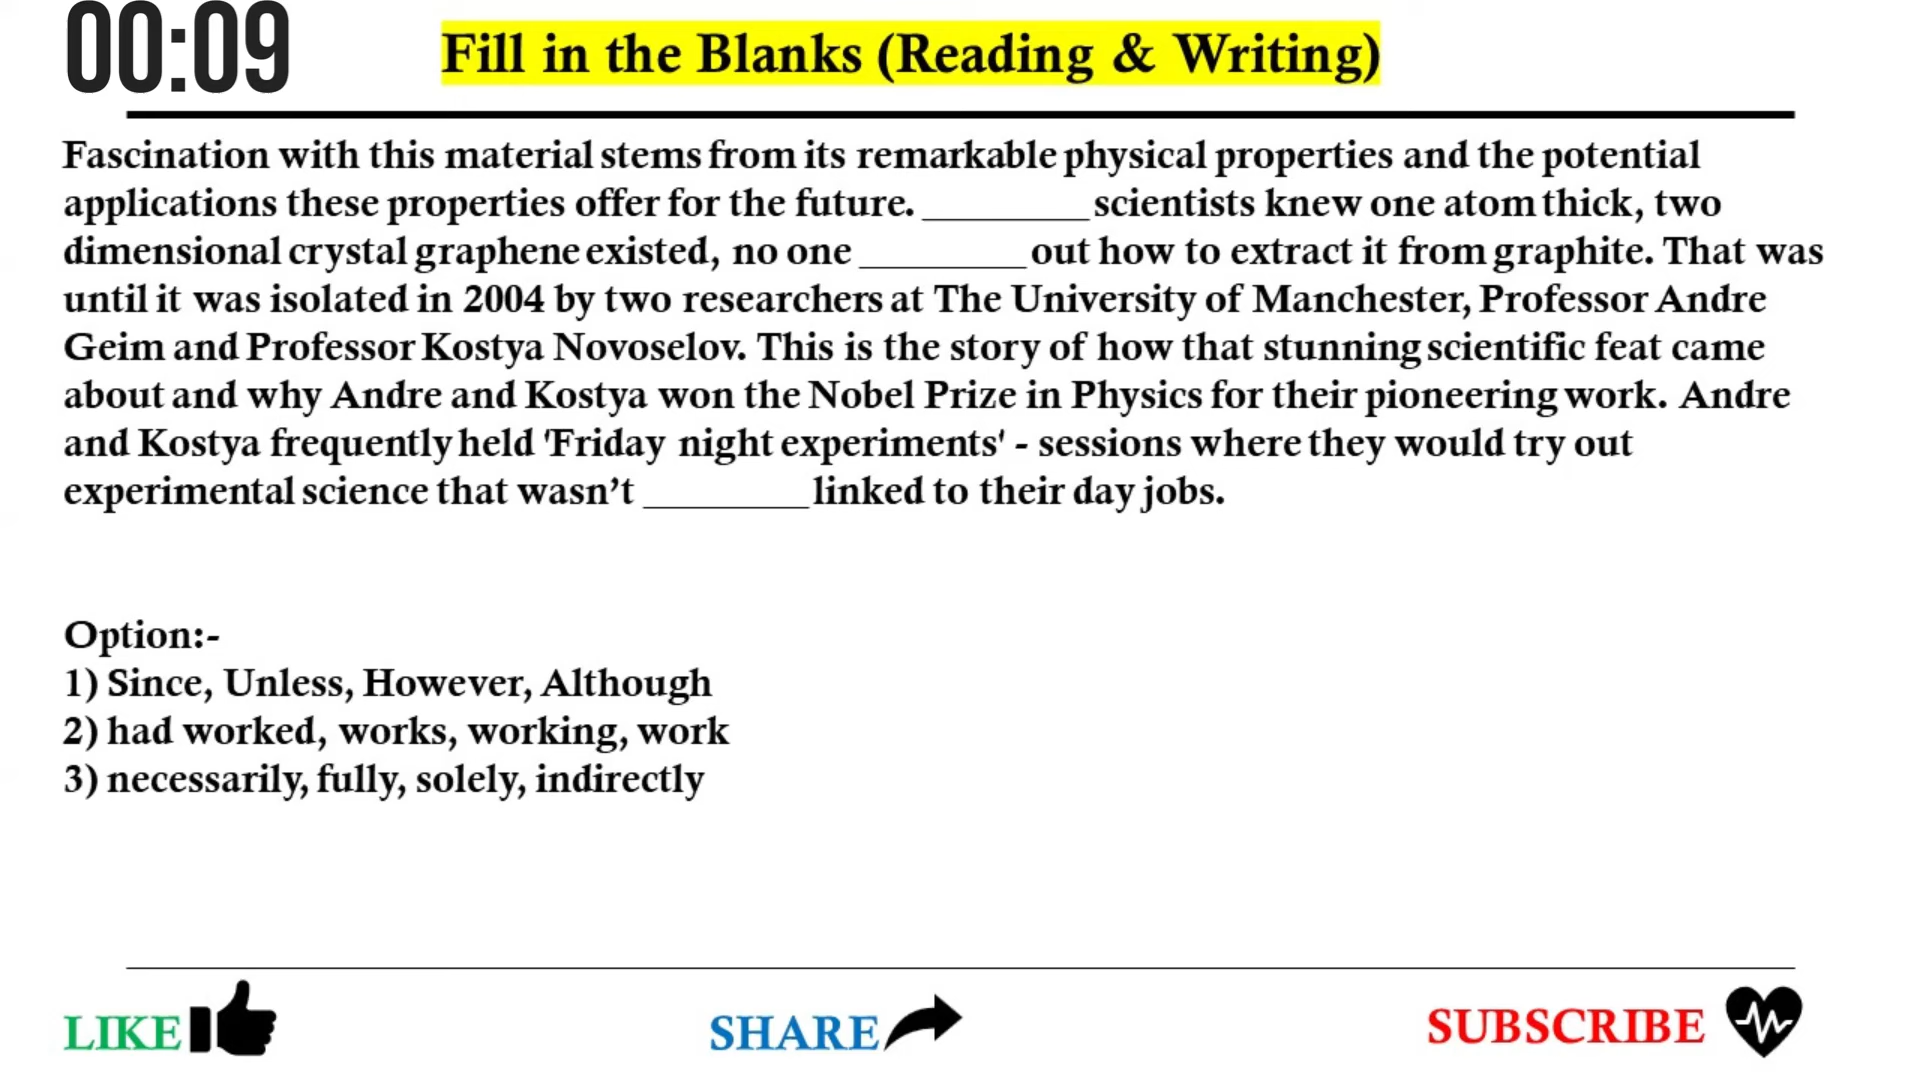 00:09
Fill in the Blanks (Reading & Writing)
Fascination with this material stems from its remarkable physical properties and the potential
applications these properties offer for the future. ________ scientists knew one atom thick, two
dimensional crystal graphene existed, no one ________ out how to extract it from graphite. That was
until it was isolated in 2004 by two researchers at The University of Manchester, Professor Andre
Geim and Professor Kostya Novoselov. This is the story of how that stunning scientific feat came
about and why Andre and Kostya won the Nobel Prize in Physics for their pioneering work. Andre
and Kostya frequently held 'Friday night experiments' - sessions where they would try out
experimental science that wasn’t ________ linked to their day jobs.
Option:-
1) Since, Unless, However, Although
2) had worked, works, working, work
3) necessarily, fully, solely, indirectly
LIKE
SHARE
SUBSCRIBE